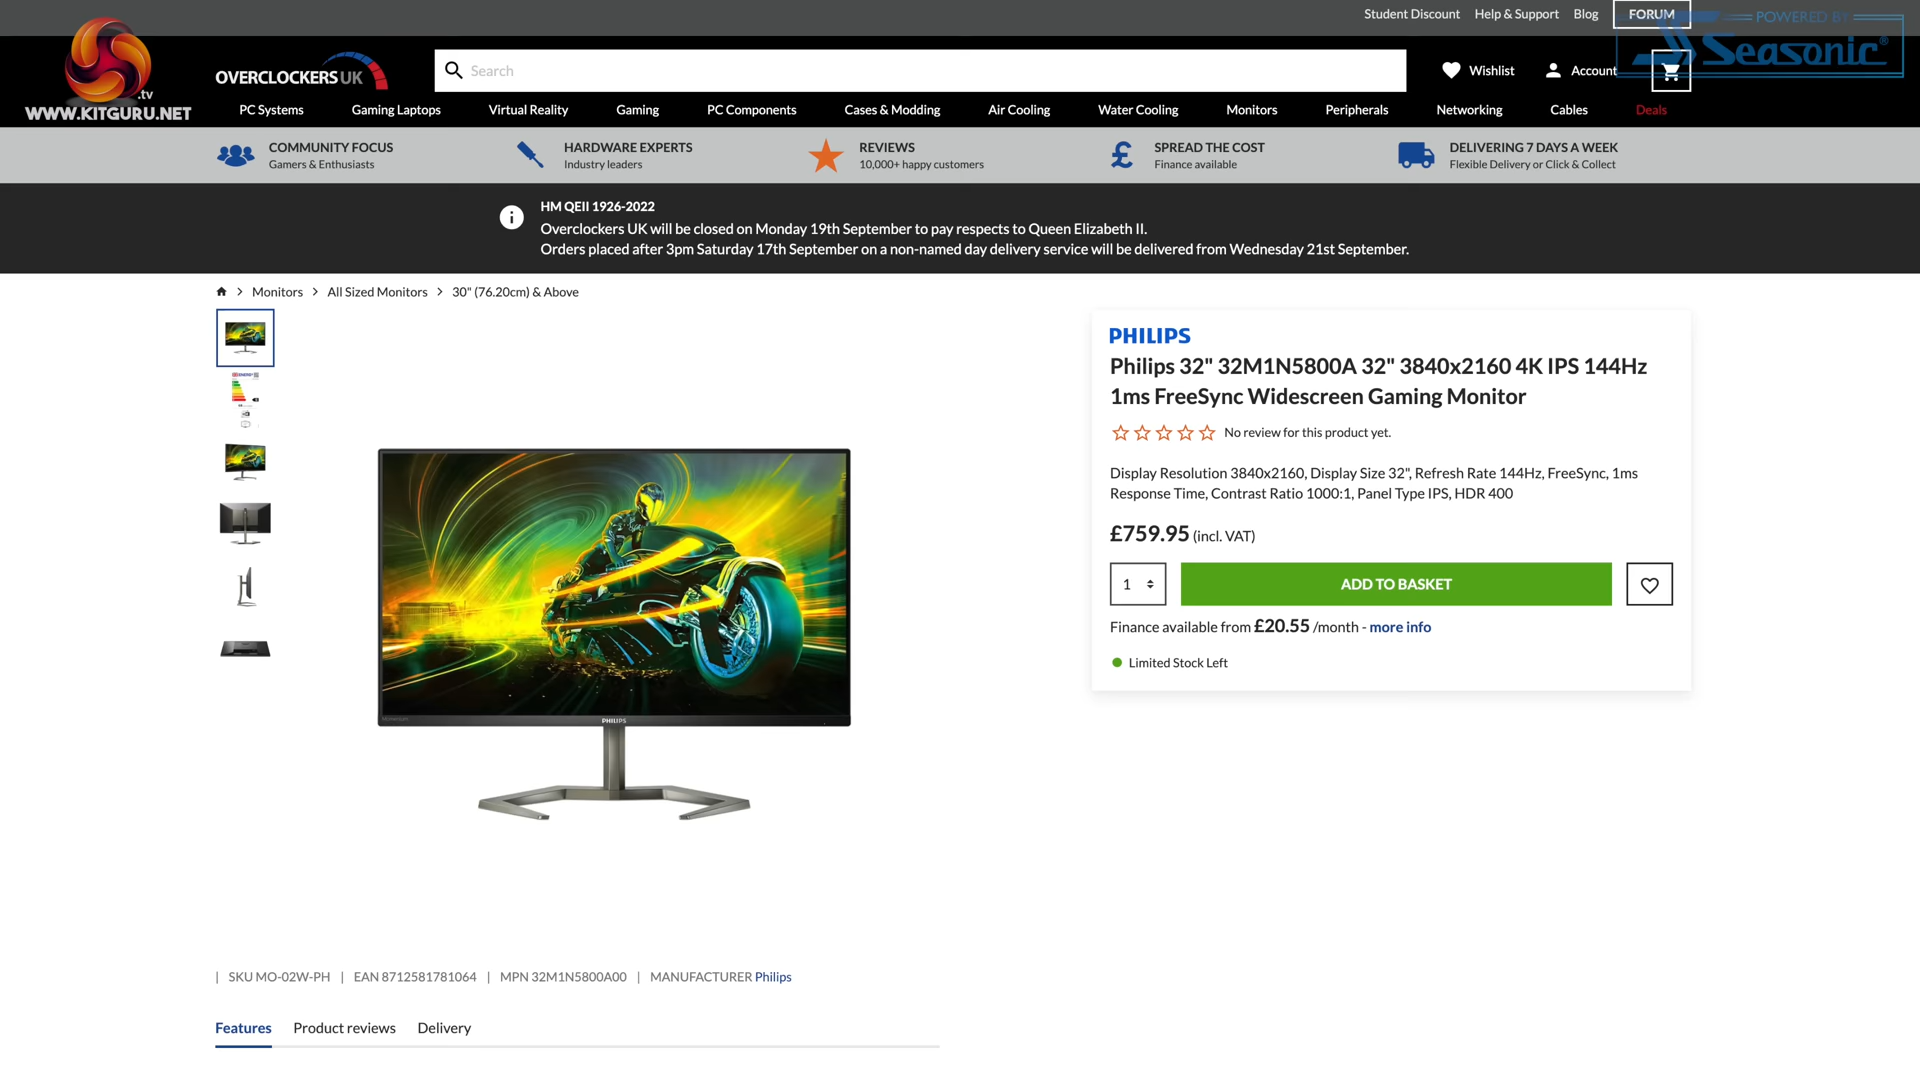 Student Discount Help & Support Blog FORUM
POWERED BY
Seasonic®
.tv
WWW.KITGURU.NET
OVERCLOCKERS UK
Search
Wishlist
Account
PC Systems Gaming Laptops Virtual Reality Gaming PC Components Cases & Modding Air Cooling Water Cooling Monitors Peripherals Networking Cables Deals
COMMUNITY FOCUS
Gamers & Enthusiasts
HARDWARE EXPERTS
Industry leaders
REVIEWS
10,000+ happy customers
SPREAD THE COST
Finance available
DELIVERING 7 DAYS A WEEK
Flexible Delivery or Click & Collect
HM QEII 1926-2022
Overclockers UK will be closed on Monday 19th September to pay respects to Queen Elizabeth II.
Orders placed after 3pm Saturday 17th September on a non-named day delivery service will be delivered from Wednesday 21st September.
Monitors > All Sized Monitors > 30" (76.20cm) & Above
PHILIPS
Philips 32" 32M1N5800A 32" 3840x2160 4K IPS 144Hz
1ms FreeSync Widescreen Gaming Monitor
No review for this product yet.
Display Resolution 3840x2160, Display Size 32", Refresh Rate 144Hz, FreeSync, 1ms
Response Time, Contrast Ratio 1000:1, Panel Type IPS, HDR 400
£759.95 (incl. VAT)
1
ADD TO BASKET
Finance available from £20.55 /month - more info
Limited Stock Left
PHILIPS
| SKU MO-02W-PH | EAN 8712581781064 | MPN 32M1N5800A00 | MANUFACTURER Philips
Features Product reviews Delivery